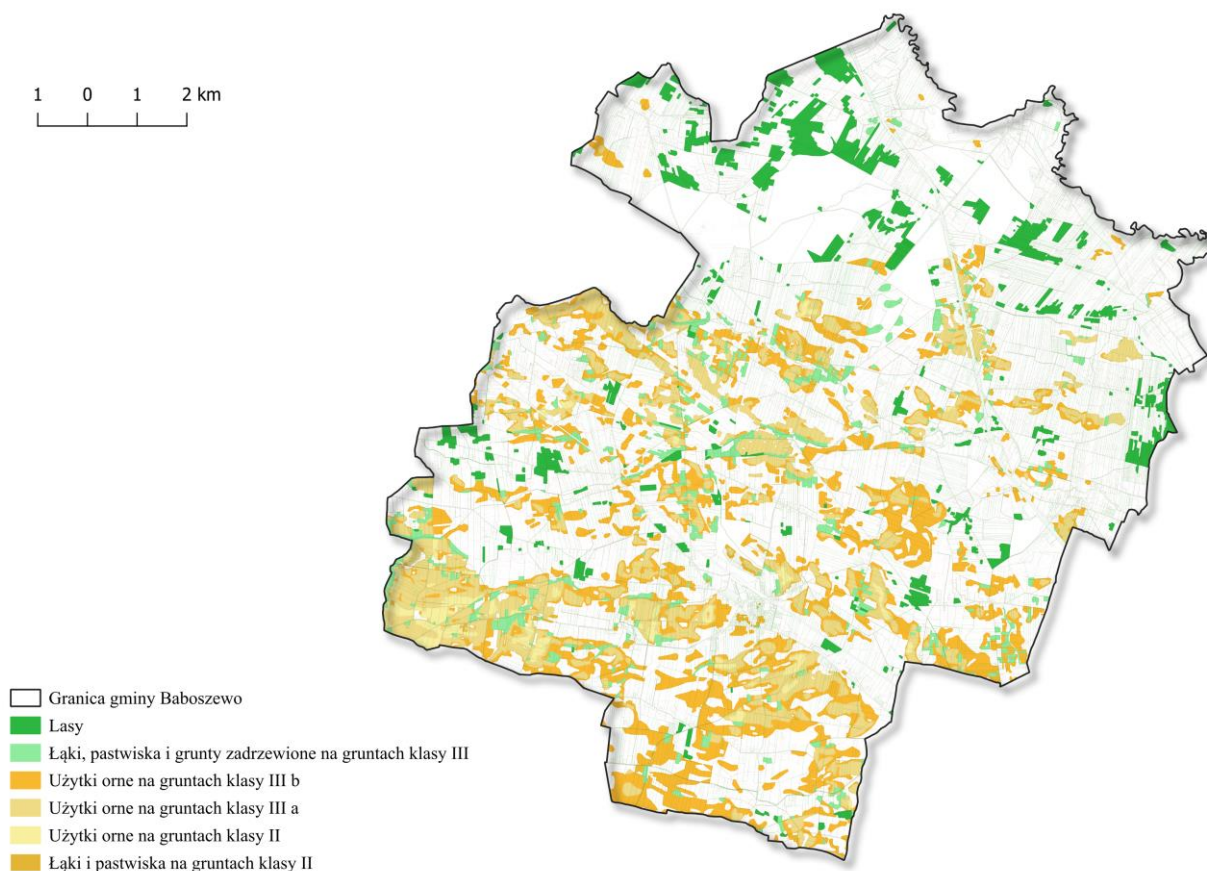 1 0 1 2 km
Granica gminy Baboszewo
Lasy
Łąki, pastwiska i grunty zadrzewione na gruntach klasy III
Użytki orne na gruntach klasy III b
Użytki orne na gruntach klasy III a
Użytki orne na gruntach klasy II
Łąki i pastwiska na gruntach klasy II